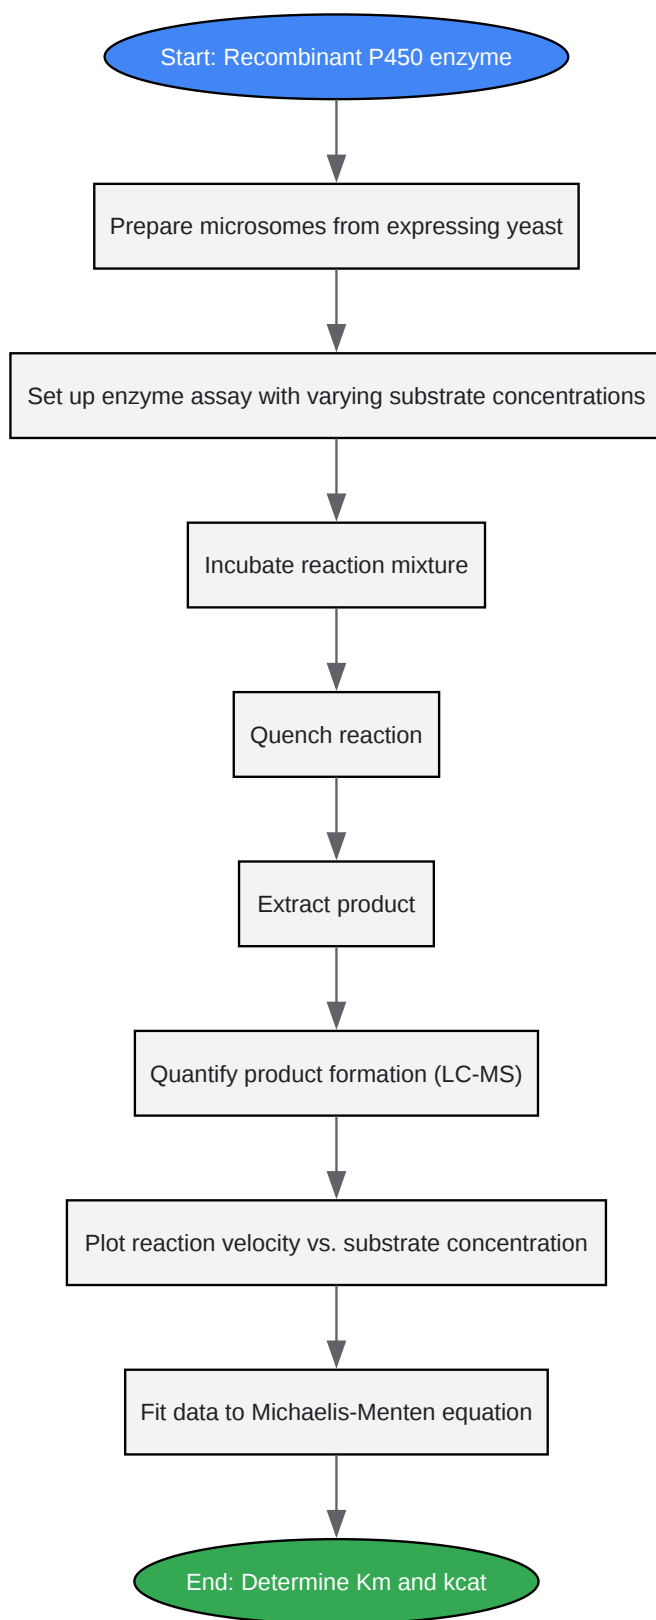 Start: Recombinant P450 enzyme
Prepare microsomes from expressing yeast
Set up enzyme assay with varying substrate concentrations
Incubate reaction mixture
Quench reaction
Extract product
Quantify product formation (LC-MS)
Plot reaction velocity vs. substrate concentration
Fit data to Michaelis-Menten equation
End: Determine Km and kcat